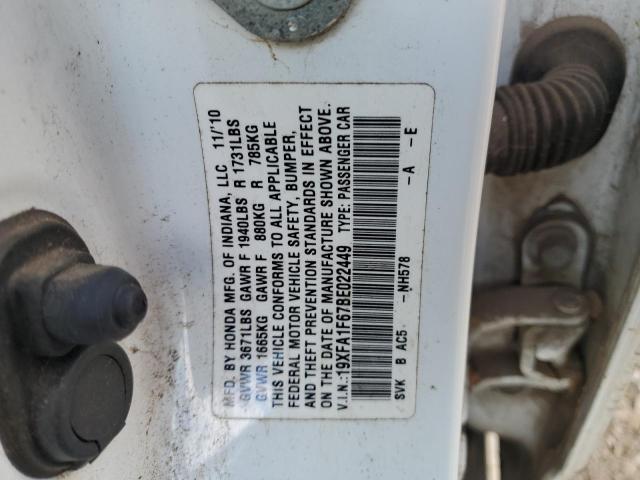 MFD. BY HONDA MFG. OF INDIANA, LLC 11/'10
GVWR 3671LBS GAWR F 1940LBS R 1731LBS
GVWR 1665KG GAWR F 880KG R 785KG
THIS VEHICLE CONFORMS TO ALL APPLICABLE
FEDERAL MOTOR VEHICLE SAFETY, BUMPER,
AND THEFT PREVENTION STANDARDS IN EFFECT
ON THE DATE OF MANUFACTURE SHOWN ABOVE.
V.I.N.:19XFA1F67BE022449 TYPE: PASSENGER CAR
SVK B AC5 -NH578 -A -E